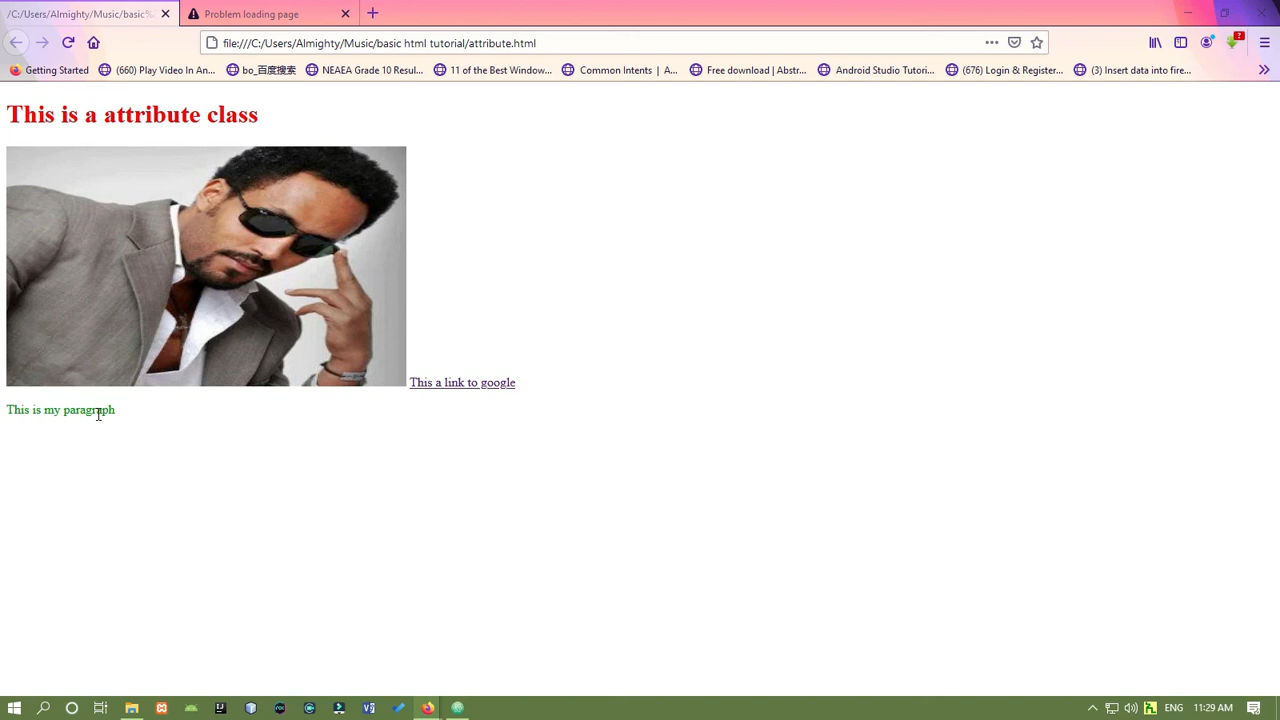 /C:/Users/Almighty/Music/basic%
Problem loading page
file:///C:/Users/Almighty/Music/basic html tutorial/attribute.html
Getting Started
(660) Play Video In An...
bo_百度搜索
NEAEA Grade 10 Resul...
11 of the Best Window...
Common Intents | A...
Free download | Abstr...
Android Studio Tutori...
(676) Login & Register...
(3) Insert data into fire...
This is a attribute class
This a link to google
This is my paragraph
ENG
11:29 AM